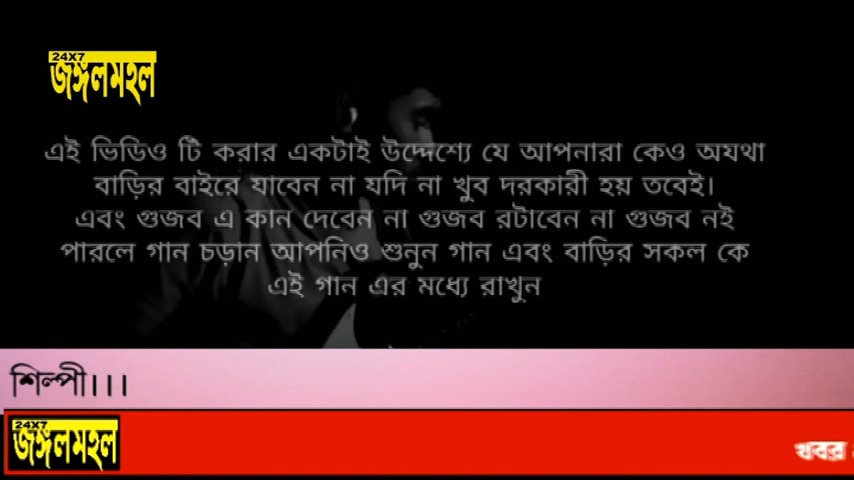 24X7
জঙ্গলমহল
এই ভিডিও টি করার একটাই উদ্দেশ্যে যে আপনারা কেও অযথা
বাড়ির বাইরে যাবেন না যদি না খুব দরকারী হয় তবেই।
এবং গুজব এ কান দেবেন না গুজব রটাবেন না গুজব নই
পারলে গান চড়ান আপনিও শুনুন গান এবং বাড়ির সকল কে
এই গান এর মধ্যে রাখুন
শিল্পী।।।
24X7
জঙ্গলমহল
খবর